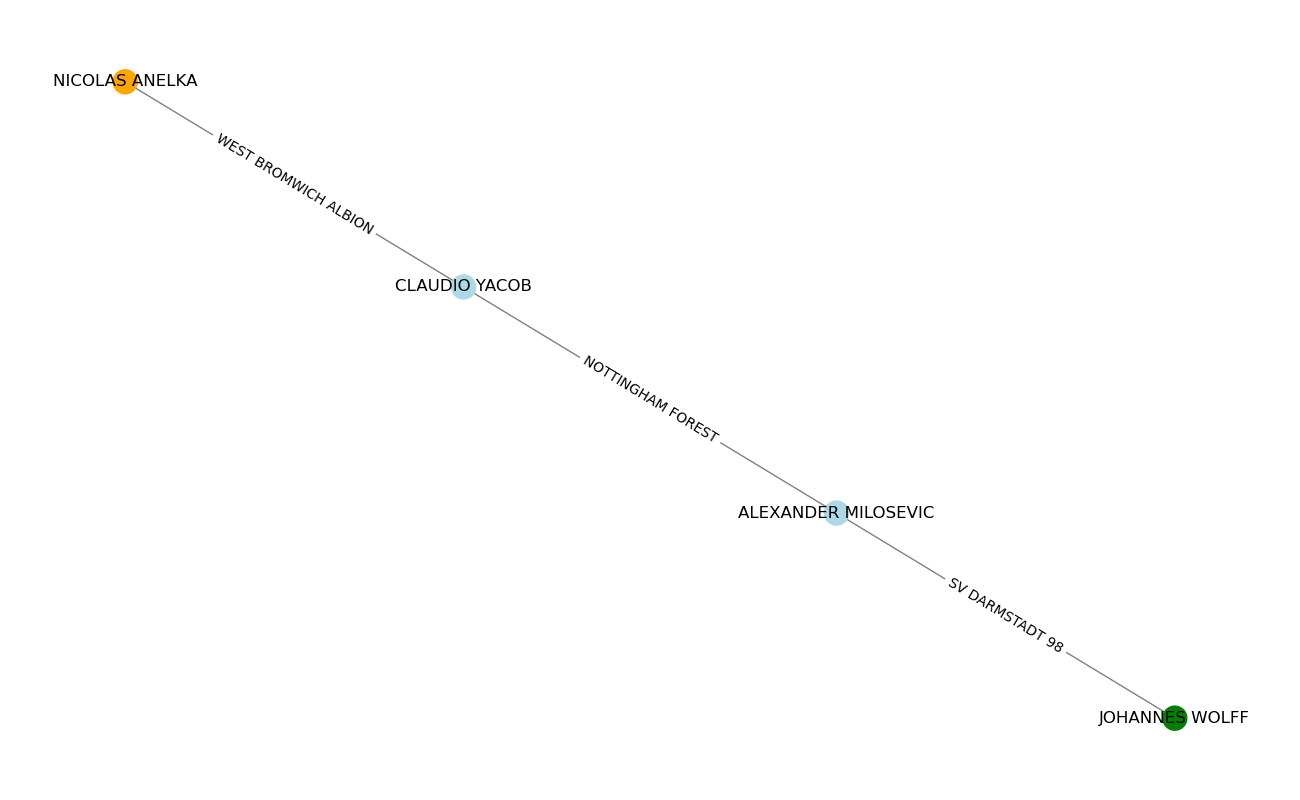 NICOLAS ANELKA
WEST BROMWICH ALBION
CLAUDIO YACOB
NOTTINGHAM FOREST
ALEXANDER MILOSEVIC
SV DARMSTADT 98
JOHANNES WOLFF